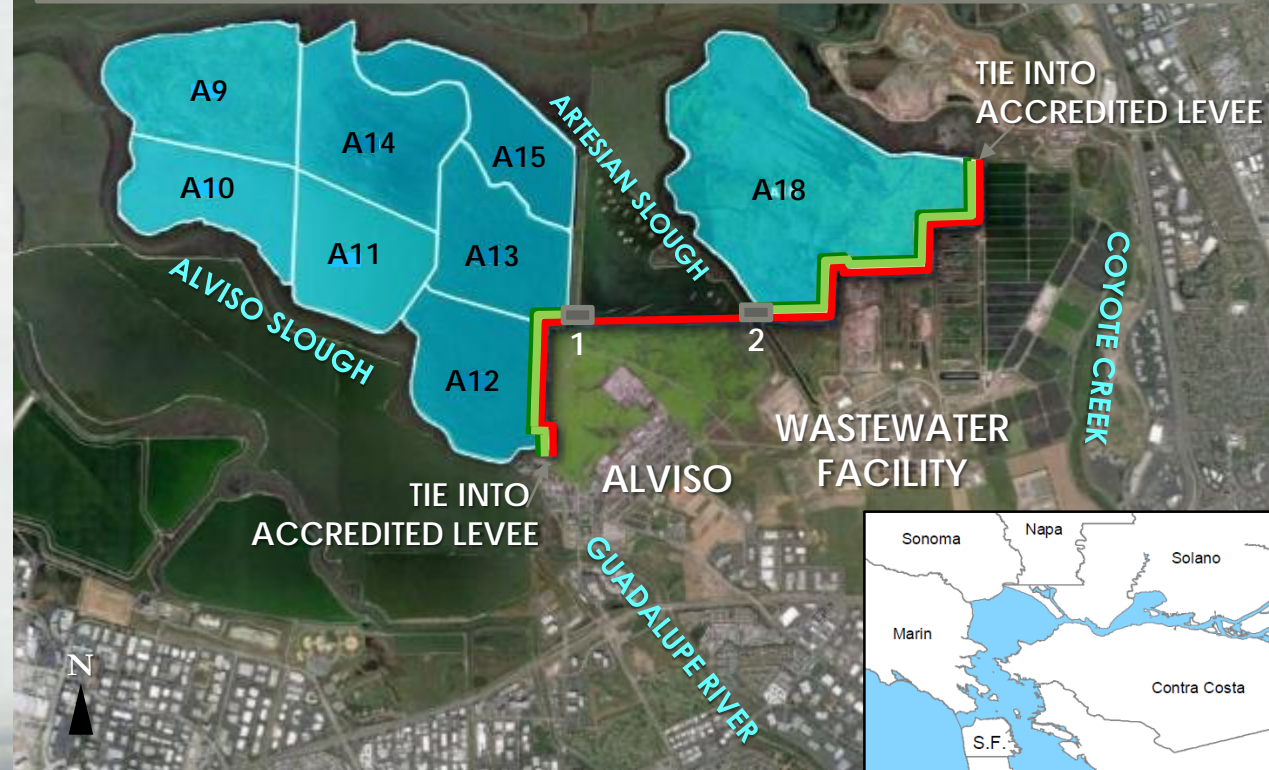 TIE INTO
ACCREDITED LEVEE
A9
A14
A15
ARTESIAN SLOUGH
A10
A18
A11
A13
ALVISO SLOUGH
COYOTE CREEK
1
2
A12
WASTEWATER
FACILITY
ALVISO
TIE INTO
ACCREDITED LEVEE
GUADALUPE RIVER
N
Sonoma
Napa
Solano
Marin
Contra Costa
S.F.